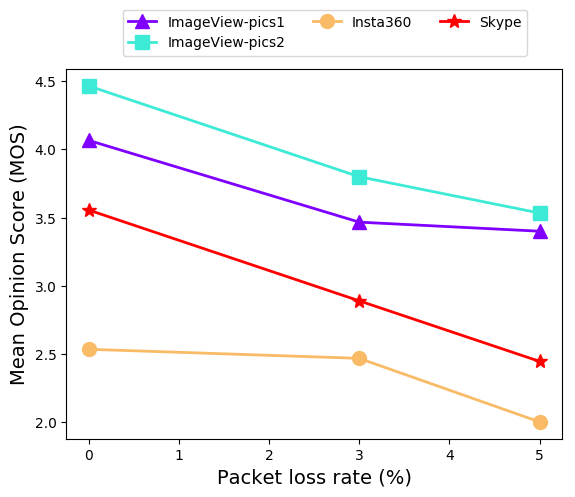 ImageView-pics1
ImageView-pics2
Insta360
Skype
4.5
4.0
3.5
3.0
2.5
2.0
Mean Opinion Score (MOS)
0 1 2 3 4 5
Packet loss rate (%)